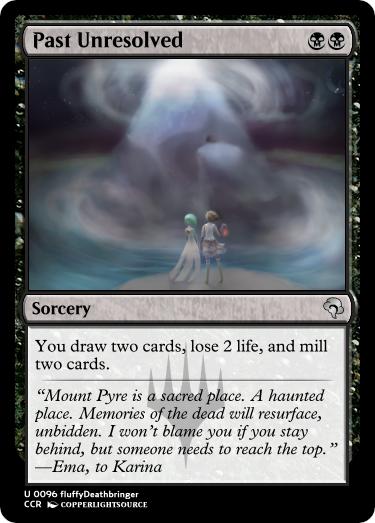 Past Unresolved
Sorcery
You draw two cards, lose 2 life, and mill
two cards.
“Mount Pyre is a sacred place. A haunted
place. Memories of the dead will resurface,
unbidden. I won’t blame you if you stay
behind, but someone needs to reach the top.”
—Ema, to Karina
U 0096 fluffyDeathbringer
CCR COPPERLIGHTSOURCE